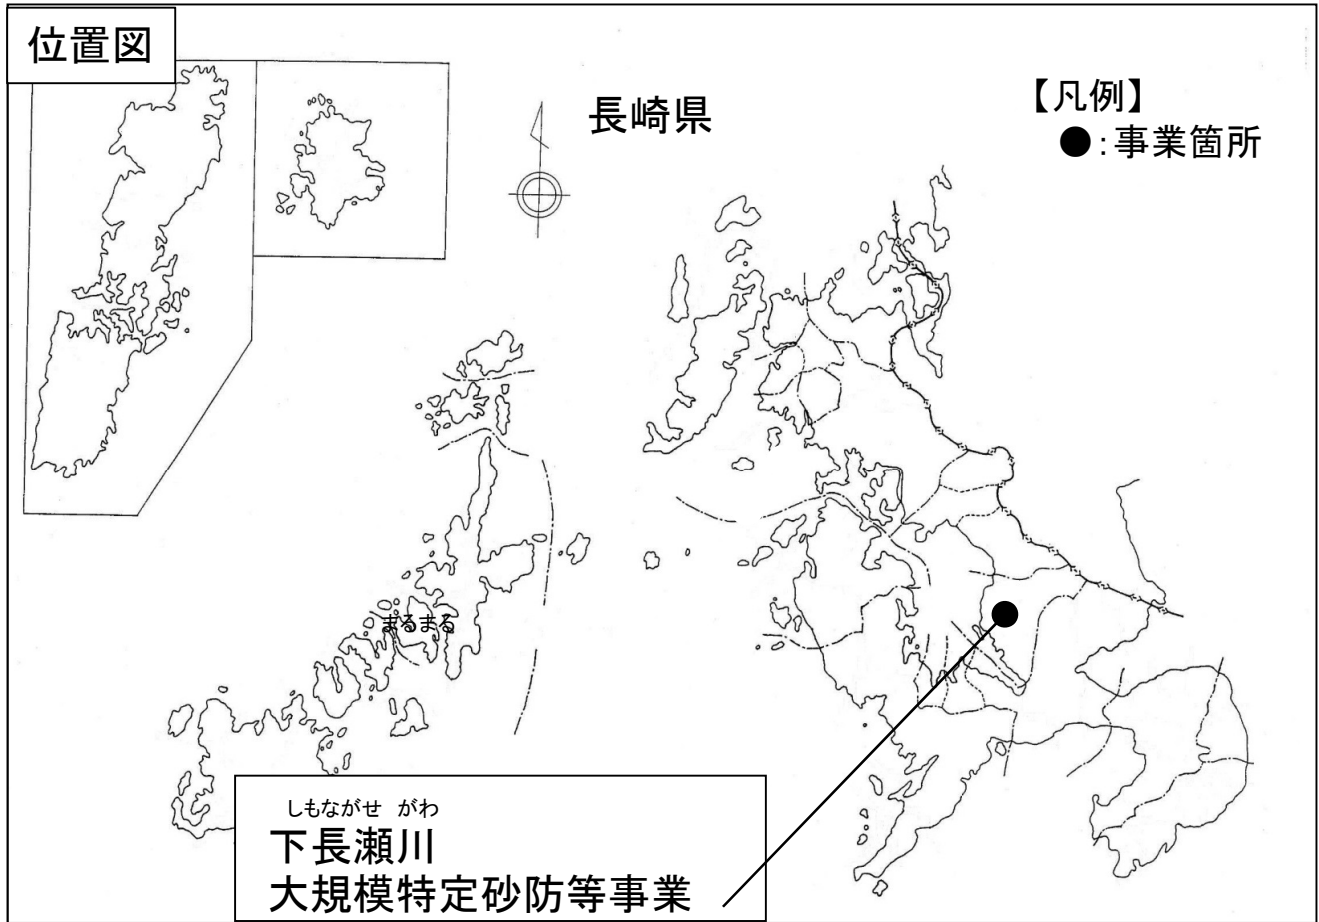 位置図
長崎県
【凡例】
●：事業箇所
まるまる
しもながせ がわ
下長瀬川
大規模特定砂防等事業